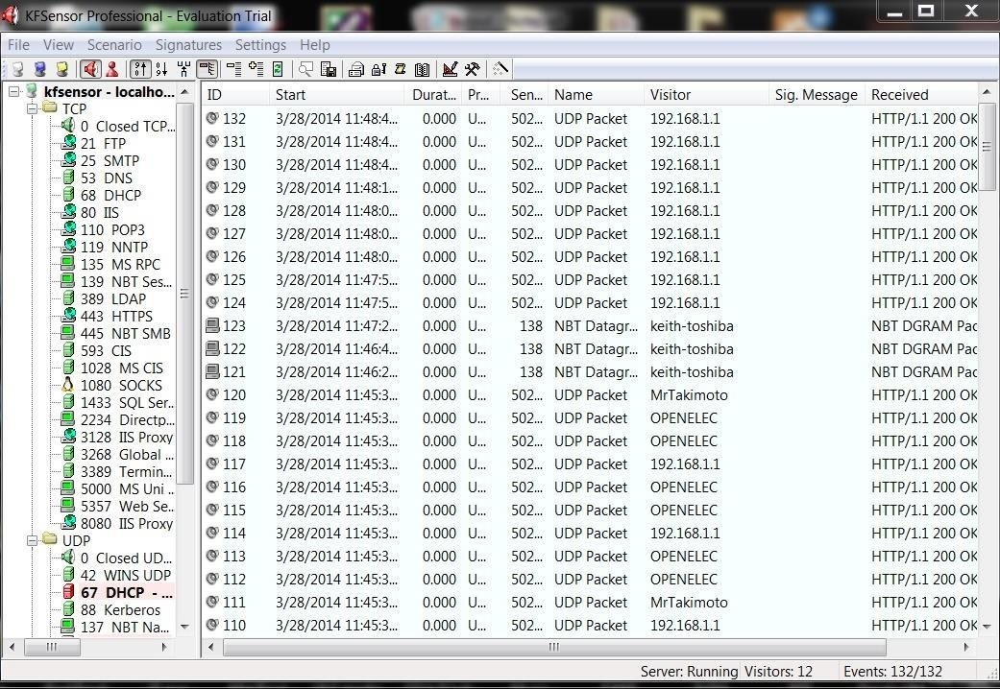 KFSensor Professional - Evaluation Trial
File View Scenario Signatures Settings Help
kfsensor - localho...
TCP
0 Closed TCP...
21 FTP
25 SMTP
53 DNS
68 DHCP
80 IIS
110 POP3
119 NNTP
135 MS RPC
139 NBT Ses...
389 LDAP
443 HTTPS
445 NBT SMB
593 CIS
1028 MS CIS
1080 SOCKS
1433 SQL Ser...
2234 Directp...
3128 IIS Proxy
3268 Global ...
3389 Termin...
5000 MS Uni ...
5357 Web Se...
8080 IIS Proxy
UDP
0 Closed UD...
42 WINS UDP
67 DHCP - ...
88 Kerberos
137 NBT Na...
ID Start Durat... Pr... Sen... Name Visitor Sig. Message Received
132 3/28/2014 11:48:4... 0.000 U... 502... UDP Packet 192.168.1.1 HTTP/1.1 200 OK
131 3/28/2014 11:48:4... 0.000 U... 502... UDP Packet 192.168.1.1 HTTP/1.1 200 OK
130 3/28/2014 11:48:4... 0.000 U... 502... UDP Packet 192.168.1.1 HTTP/1.1 200 OK
129 3/28/2014 11:48:1... 0.000 U... 502... UDP Packet 192.168.1.1 HTTP/1.1 200 OK
128 3/28/2014 11:48:0... 0.000 U... 502... UDP Packet 192.168.1.1 HTTP/1.1 200 OK
127 3/28/2014 11:48:0... 0.000 U... 502... UDP Packet 192.168.1.1 HTTP/1.1 200 OK
126 3/28/2014 11:48:0... 0.000 U... 502... UDP Packet 192.168.1.1 HTTP/1.1 200 OK
125 3/28/2014 11:47:5... 0.000 U... 502... UDP Packet 192.168.1.1 HTTP/1.1 200 OK
124 3/28/2014 11:47:5... 0.000 U... 502... UDP Packet 192.168.1.1 HTTP/1.1 200 OK
123 3/28/2014 11:47:2... 0.000 U... 138 NBT Datagr... keith-toshiba NBT DGRAM Pac
122 3/28/2014 11:46:4... 0.000 U... 138 NBT Datagr... keith-toshiba NBT DGRAM Pac
121 3/28/2014 11:46:2... 0.000 U... 138 NBT Datagr... keith-toshiba NBT DGRAM Pac
120 3/28/2014 11:45:3... 0.000 U... 502... UDP Packet MrTakimoto HTTP/1.1 200 OK
119 3/28/2014 11:45:3... 0.000 U... 502... UDP Packet OPENELEC HTTP/1.1 200 OK
118 3/28/2014 11:45:3... 0.000 U... 502... UDP Packet OPENELEC HTTP/1.1 200 OK
117 3/28/2014 11:45:3... 0.000 U... 502... UDP Packet 192.168.1.1 HTTP/1.1 200 OK
116 3/28/2014 11:45:3... 0.000 U... 502... UDP Packet OPENELEC HTTP/1.1 200 OK
115 3/28/2014 11:45:3... 0.000 U... 502... UDP Packet OPENELEC HTTP/1.1 200 OK
114 3/28/2014 11:45:3... 0.000 U... 502... UDP Packet 192.168.1.1 HTTP/1.1 200 OK
113 3/28/2014 11:45:3... 0.000 U... 502... UDP Packet OPENELEC HTTP/1.1 200 OK
112 3/28/2014 11:45:3... 0.000 U... 502... UDP Packet OPENELEC HTTP/1.1 200 OK
111 3/28/2014 11:45:3... 0.000 U... 502... UDP Packet MrTakimoto HTTP/1.1 200 OK
110 3/28/2014 11:45:3... 0.000 U... 502... UDP Packet 192.168.1.1 HTTP/1.1 200 OK
Server: Running Visitors: 12 Events: 132/132